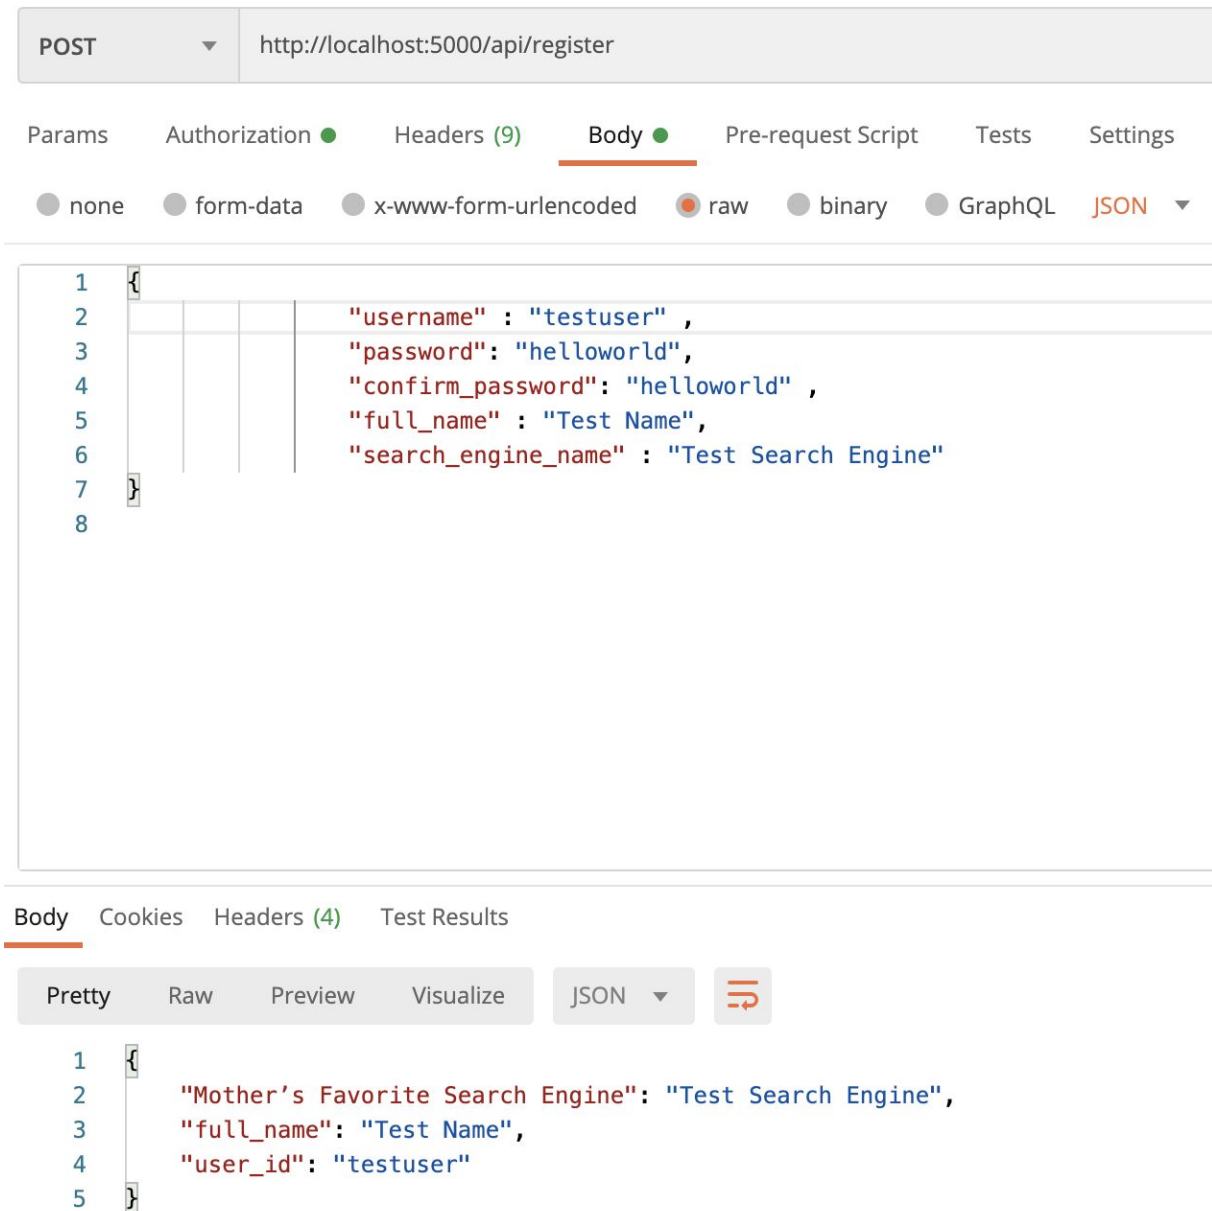 POST http://localhost:5000/api/register
Params Authorization Headers (9) Body Pre-request Script Tests Settings
none form-data x-www-form-urlencoded raw binary GraphQL JSON
1 {
2 "username" : "testuser" ,
3 "password": "helloworld",
4 "confirm_password": "helloworld" ,
5 "full_name" : "Test Name",
6 "search_engine_name" : "Test Search Engine"
7 }
8
Body Cookies Headers (4) Test Results
Pretty Raw Preview Visualize JSON
1 {
2 "Mother’s Favorite Search Engine": "Test Search Engine",
3 "full_name": "Test Name",
4 "user_id": "testuser"
5 }